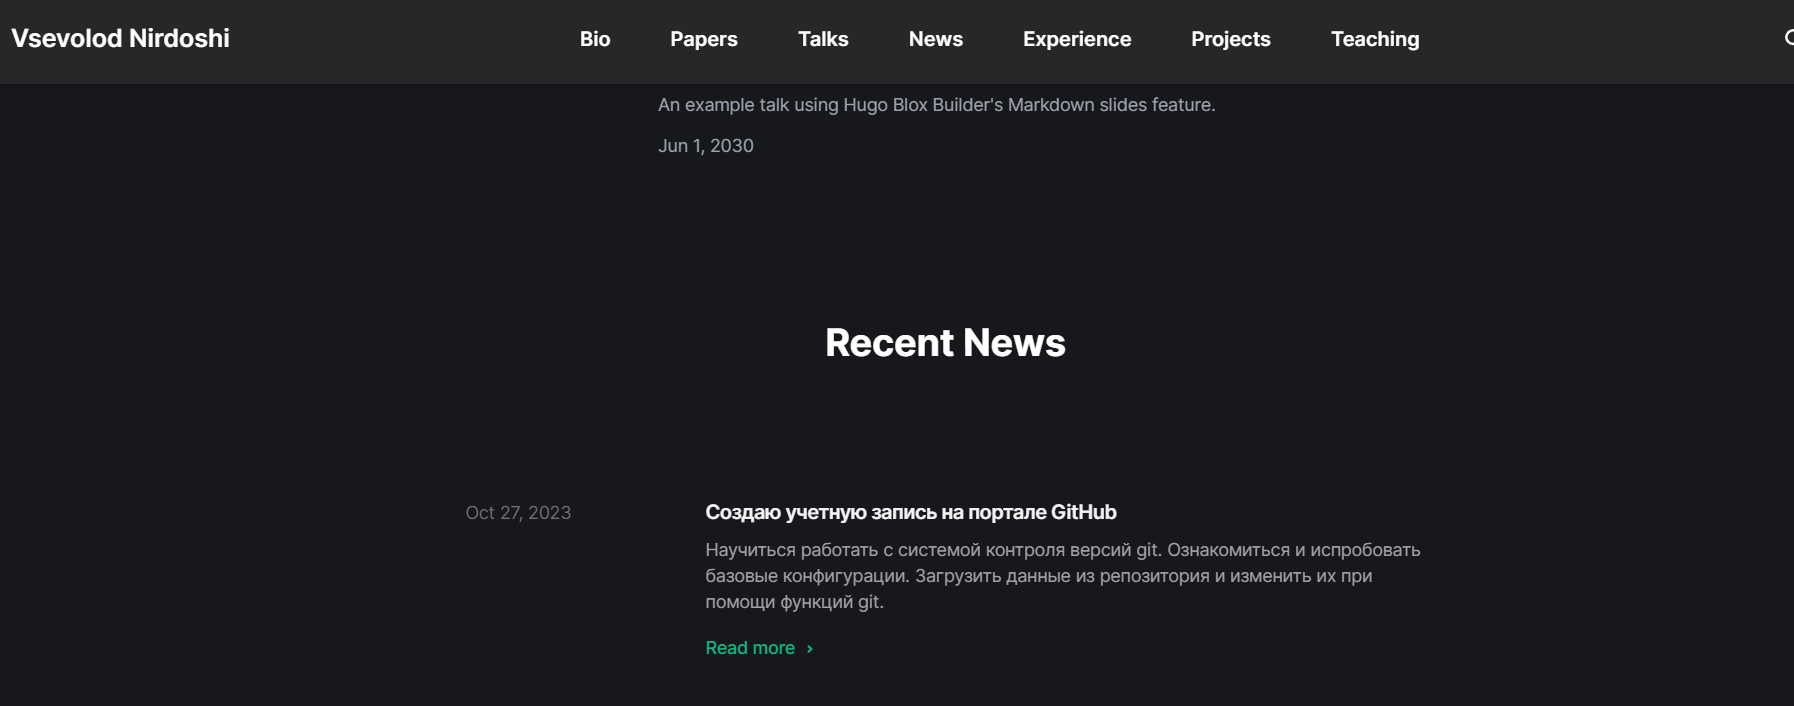 Vsevolod Nirdoshi
Bio Papers Talks News Experience Projects Teaching
An example talk using Hugo Blox Builder's Markdown slides feature.
Jun 1, 2030
Recent News
Oct 27, 2023
Создаю учетную запись на портале GitHub
Научиться работать с системой контроля версий git. Ознакомиться и испробовать
базовые конфигурации. Загрузить данные из репозитория и изменить их при
помощи функций git.
Read more ›